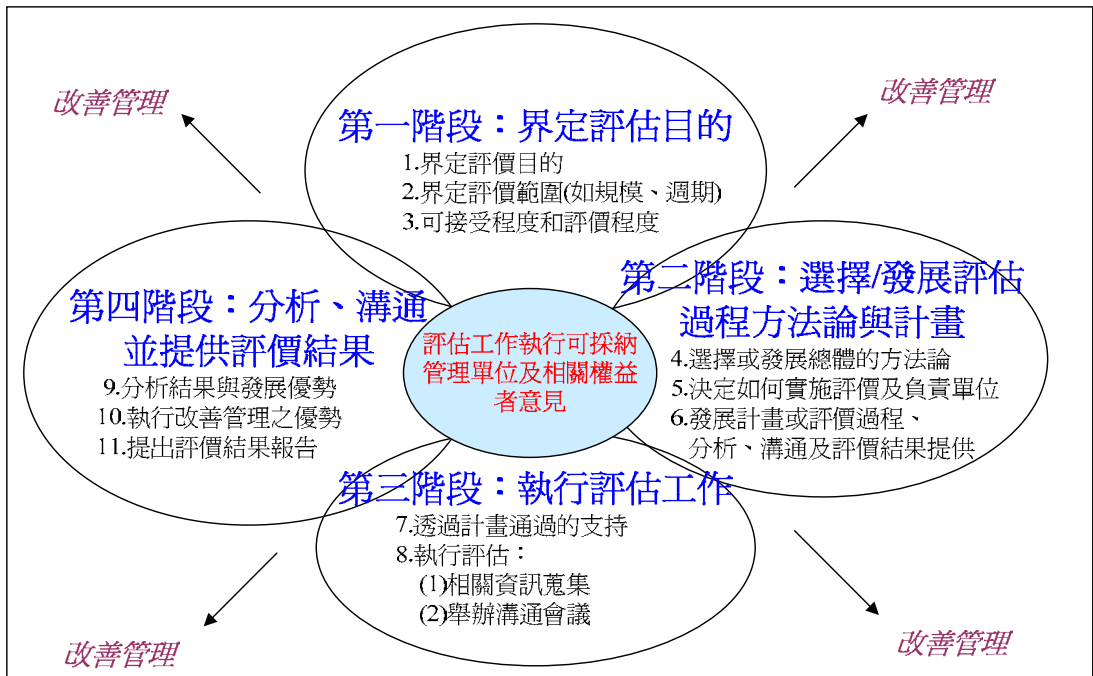 改善管理
改善管理
第一階段：界定評估目的
1.界定評價目的
2.界定評價範圍(如規模、週期)
3.可接受程度和評價程度
第二階段：選擇/發展評估
過程方法論與計畫
4.選擇或發展總體的方法論
5.決定如何實施評價及負責單位
6.發展計畫或評價過程、
分析、溝通及評價結果提供
第四階段：分析、溝通
並提供評價結果
9.分析結果與發展優勢
10.執行改善管理之優勢
11.提出評價結果報告
評估工作執行可採納
管理單位及相關權益
者意見
第三階段：執行評估工作
7.透過計畫通過的支持
8.執行評估：
(1)相關資訊蒐集
(2)舉辦溝通會議
改善管理
改善管理